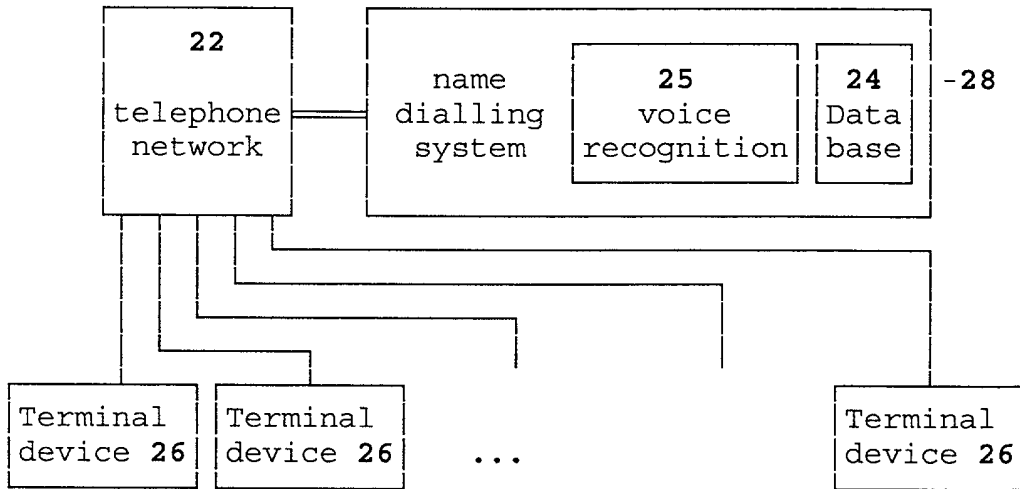 22
telephone
network
name
dialling
system
25
voice
recognition
24
Data
base
-28
Terminal
device 26
Terminal
device 26
...
Terminal
device 26